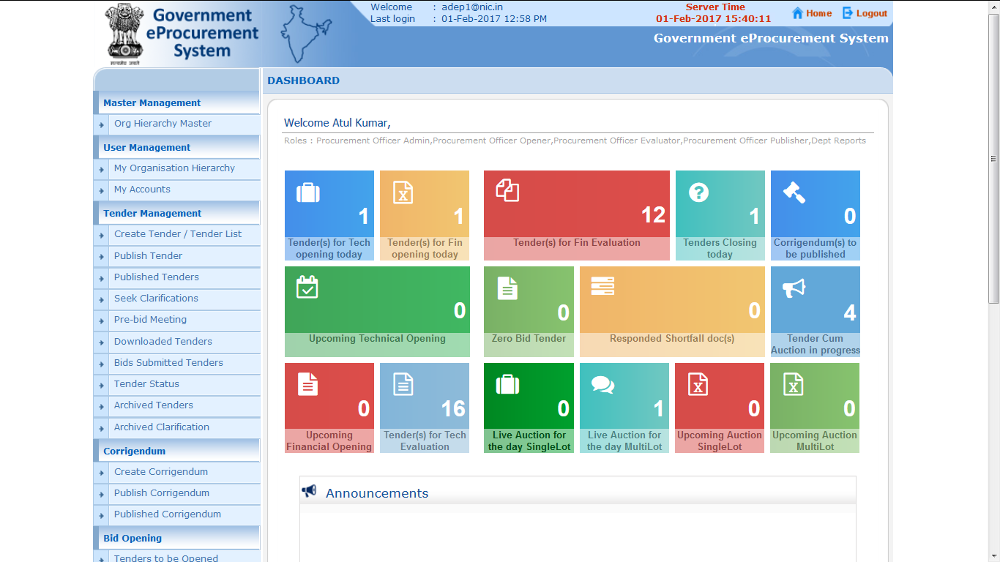 Government
eProcurement
System
Welcome : adep1@nic.in
Last login : 01-Feb-2017 12:58 PM
Server Time
01-Feb-2017 15:40:11
Home
Logout
Government eProcurement System
DASHBOARD
Master Management
Org Hierarchy Master
User Management
My Organisation Hierarchy
My Accounts
Tender Management
Create Tender / Tender List
Publish Tender
Published Tenders
Seek Clarifications
Pre-bid Meeting
Downloaded Tenders
Bids Submitted Tenders
Tender Status
Archived Tenders
Archived Clarification
Corrigendum
Create Corrigendum
Publish Corrigendum
Published Corrigendum
Bid Opening
Tenders to be Opened
Welcome Atul Kumar,
Roles : Procurement Officer Admin,Procurement Officer Opener,Procurement Officer Evaluator,Procurement Officer Publisher,Dept Reports
1
Tender(s) for Tech
opening today
1
Tender(s) for Fin
opening today
12
Tender(s) for Fin Evaluation
1
Tenders Closing
today
0
Corrigendum(s) to
be published
0
Upcoming Technical Opening
0
Zero Bid Tender
0
Responded Shortfall doc(s)
4
Tender Cum
Auction in progress
0
Upcoming
Financial Opening
16
Tender(s) for Tech
Evaluation
0
Live Auction for
the day SingleLot
1
Live Auction for
the day MultiLot
0
Upcoming Auction
SingleLot
0
Upcoming Auction
MultiLot
Announcements